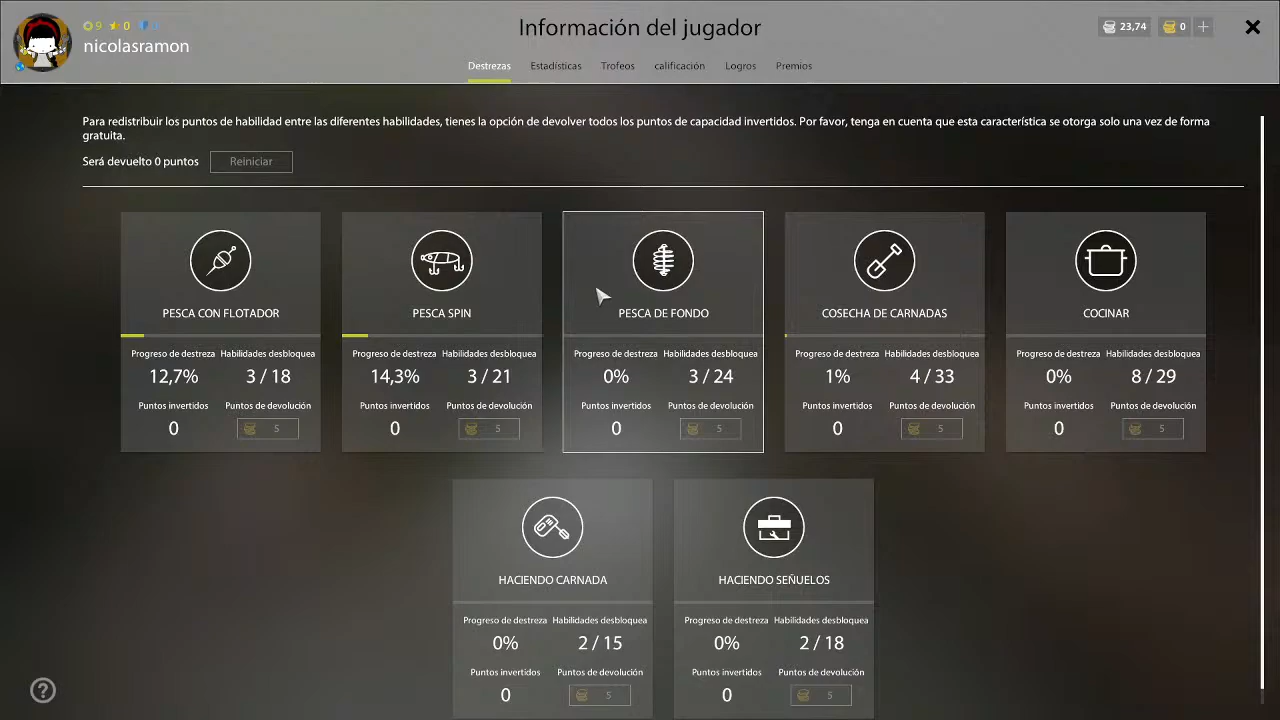 9 0 0
nicolasramon
Información del jugador
23,74 0 +
Destrezas Estadísticas Trofeos calificación Logros Premios
Para redistribuir los puntos de habilidad entre las diferentes habilidades, tienes la opción de devolver todos los puntos de capacidad invertidos. Por favor, tenga en cuenta que esta característica se otorga solo una vez de forma
gratuita.
Será devuelto 0 puntos Reiniciar
PESCA CON FLOTADOR
Progreso de destreza Habilidades desbloquea
12,7% 3 / 18
Puntos invertidos Puntos de devolución
0 5
PESCA SPIN
Progreso de destreza Habilidades desbloquea
14,3% 3 / 21
Puntos invertidos Puntos de devolución
0 5
PESCA DE FONDO
Progreso de destreza Habilidades desbloquea
0% 3 / 24
Puntos invertidos Puntos de devolución
0 5
COSECHA DE CARNADAS
Progreso de destreza Habilidades desbloquea
1% 4 / 33
Puntos invertidos Puntos de devolución
0 5
COCINAR
Progreso de destreza Habilidades desbloquea
0% 8 / 29
Puntos invertidos Puntos de devolución
0 5
HACIENDO CARNADA
Progreso de destreza Habilidades desbloquea
0% 2 / 15
Puntos invertidos Puntos de devolución
0 5
HACIENDO SEÑUELOS
Progreso de destreza Habilidades desbloquea
0% 2 / 18
Puntos invertidos Puntos de devolución
0 5
?